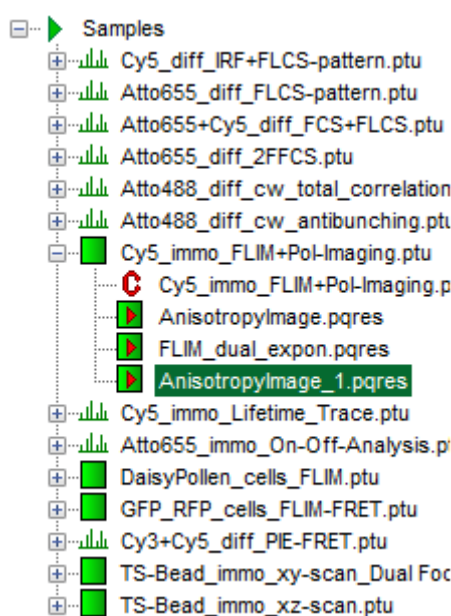 Samples
Cy5_diff_IRF+FLCS-pattern.ptu
Atto655_diff_FLCS-pattern.ptu
Atto655+Cy5_diff_FCS+FLCS.ptu
Atto655_diff_2FFCS.ptu
Atto488_diff_cw_total_correlation
Atto488_diff_cw_antibunching.ptu
Cy5_immo_FLIM+Pol-Imaging.ptu
Cy5_immo_FLIM+Pol-Imaging.p
AnisotropyImage.pqres
FLIM_dual_expon.pqres
AnisotropyImage_1.pqres
Cy5_immo_Lifetime_Trace.ptu
Atto655_immo_On-Off-Analysis.pt
DaisyPollen_cells_FLIM.ptu
GFP_RFP_cells_FLIM-FRET.ptu
Cy3+Cy5_diff_PIE-FRET.ptu
TS-Bead_immo_xy-scan_Dual Foc
TS-Bead_immo_xz-scan.ptu